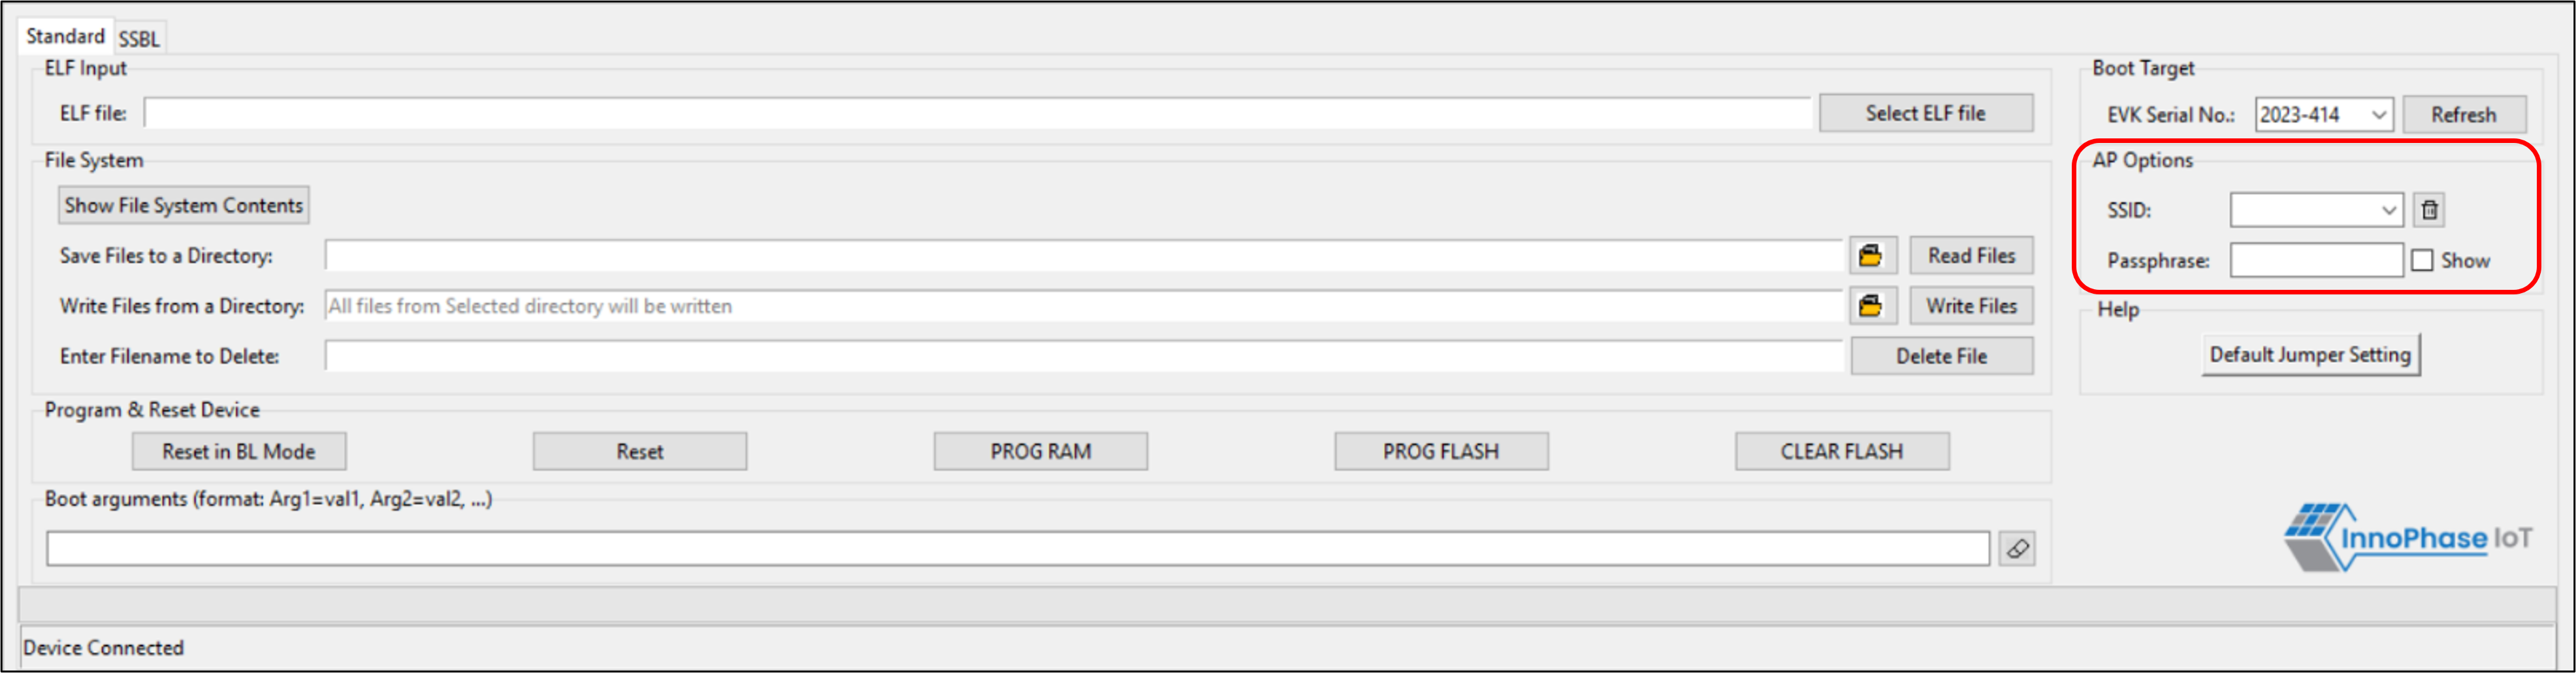 Standard SSBL
ELF Input
ELF file: Select ELF file
File System
Show File System Contents
Save Files to a Directory: Read Files
Write Files from a Directory: All files from Selected directory will be written Write Files
Enter Filename to Delete: Delete File
Program & Reset Device
Reset in BL Mode Reset PROG RAM PROG FLASH CLEAR FLASH
Boot arguments (format: Arg1=val1, Arg2=val2, ...)
Boot Target
EVK Serial No.: 2023-414 Refresh
AP Options
SSID:
Passphrase: Show
Help
Default Jumper Setting
InnoPhase IoT
Device Connected